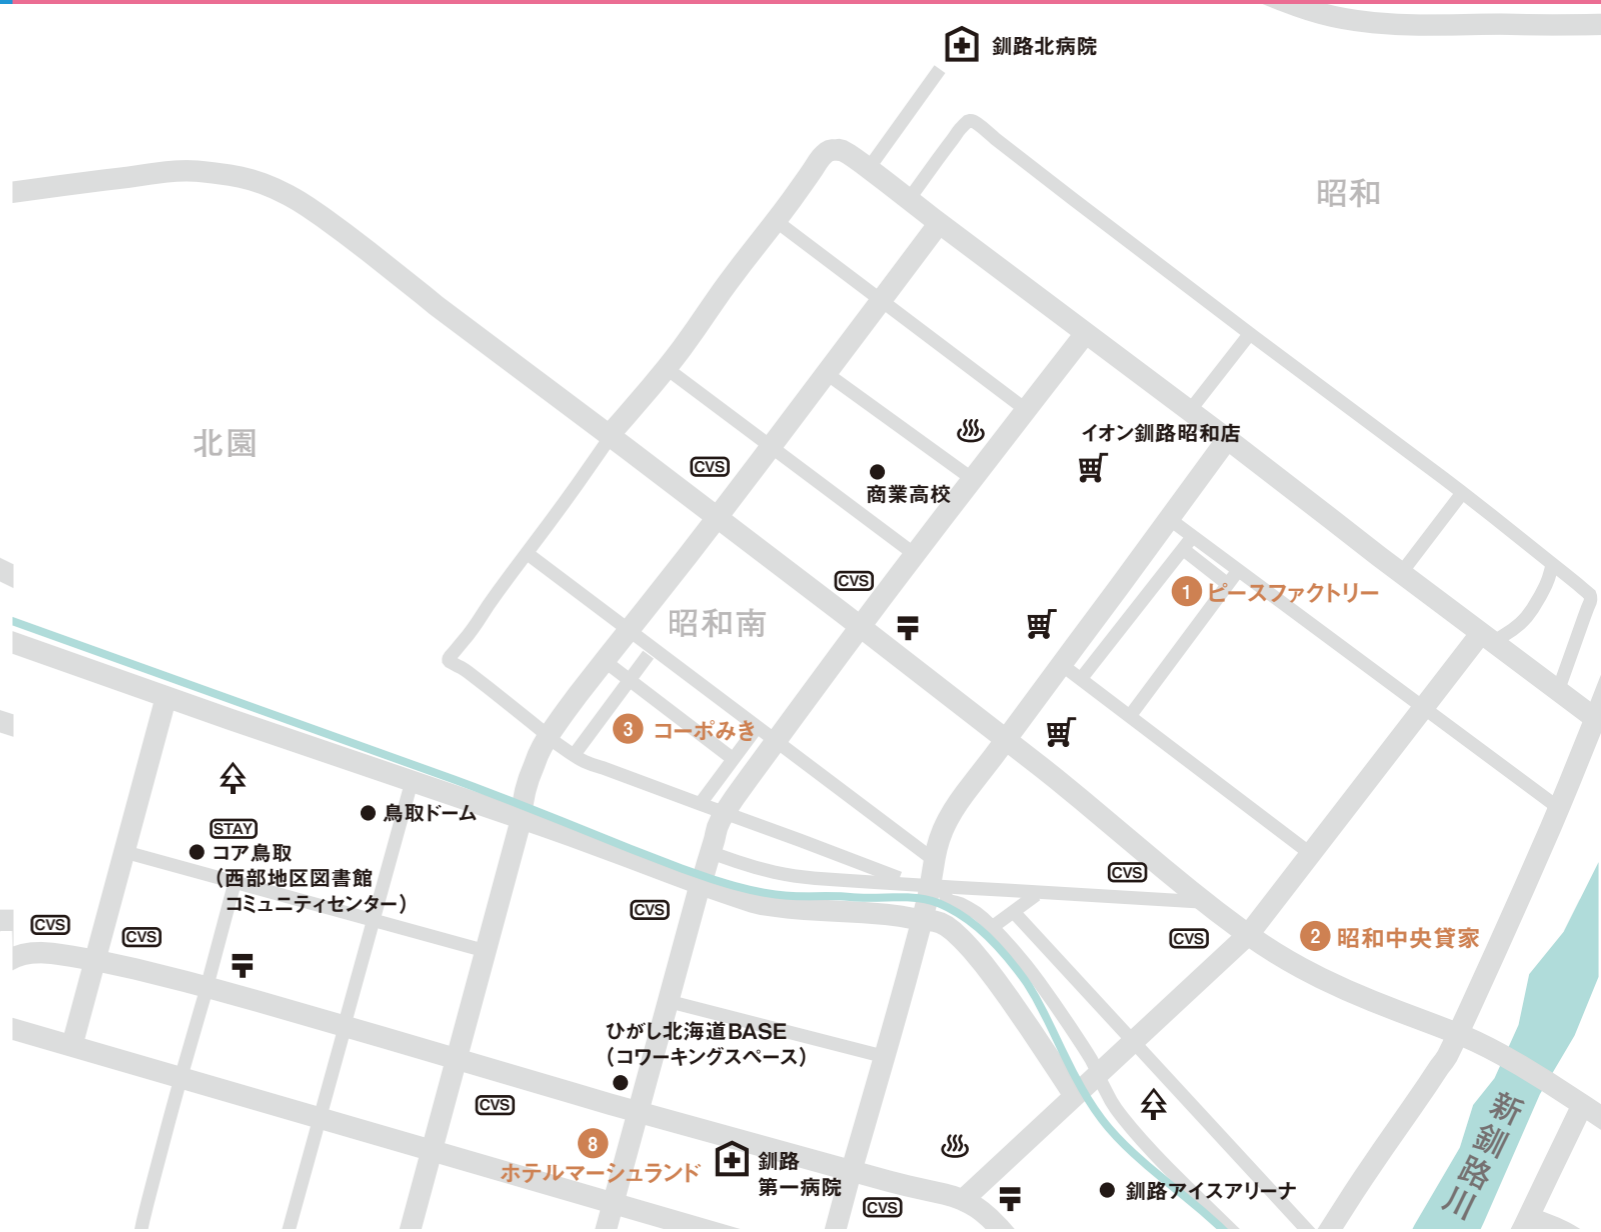 釧路北病院
昭和
北園
イオン釧路昭和店
CVS
商業高校
CVS
1 ピースファクトリー
昭和南
3 コーポみき
鳥取ドーム
STAY
コア鳥取
（西部地区図書館
コミュニティセンター）
CVS
CVS
CVS
CVS
CVS
2 昭和中央貸家
ひがし北海道BASE
（コワーキングスペース）
CVS
8
ホテルマーシュランド
釧路
第一病院
CVS
釧路アイスアリーナ
新釧路川